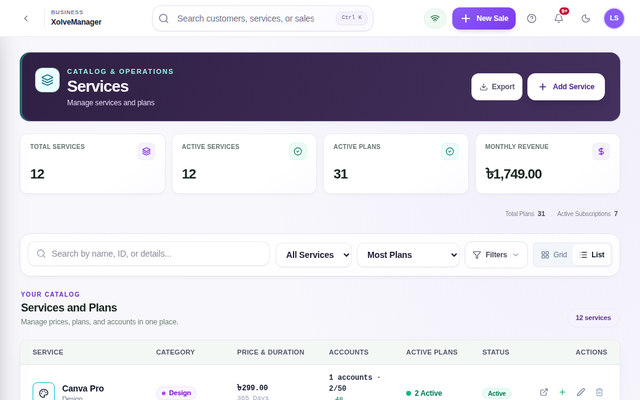 BUSINESS
XolveManager
Search customers, services, or sales
Ctrl K
New Sale
9+
LS
CATALOG & OPERATIONS
Services
Manage services and plans
Export
Add Service
TOTAL SERVICES
12
ACTIVE SERVICES
12
ACTIVE PLANS
31
MONTHLY REVENUE
৳1,749.00
Total Plans 31 Active Subscriptions 7
Search by name, ID, or details...
All Services
Most Plans
Filters
Grid
List
YOUR CATALOG
Services and Plans
Manage prices, plans, and accounts in one place.
12 services
SERVICE CATEGORY PRICE & DURATION ACCOUNTS ACTIVE PLANS STATUS ACTIONS
Canva Pro
Design
Design
৳299.00
365 Days
1 accounts ·
2/50
48
2 Active
Active